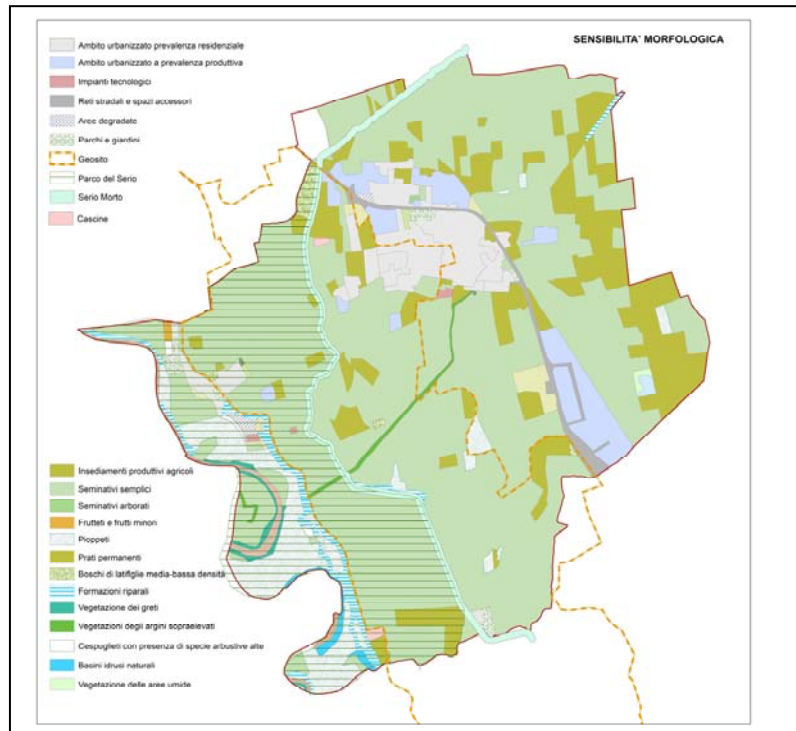 SENSIBILITA' MORFOLOGICA
Ambito urbanizzato prevalenza residenziale
Ambito urbanizzato a prevalenza produttiva
Impianti tecnologici
Reti stradali e spazi accessori
Aree degradate
Parchi e giardini
Geosito
Parco del Serio
Serio Morto
Cascine
Insediamenti produttivi agricoli
Seminativi semplici
Seminativi arborati
Frutteti e frutti minori
Pioppeti
Prati permanenti
Boschi di latifiglie media-bassa densità
Formazioni riparali
Vegetazione dei greti
Vegetazioni degli argini sopraelevati
Cespuglieti con presenza di specie arbustive alte
Basini idrusi naturali
Vegetazione delle aree umide